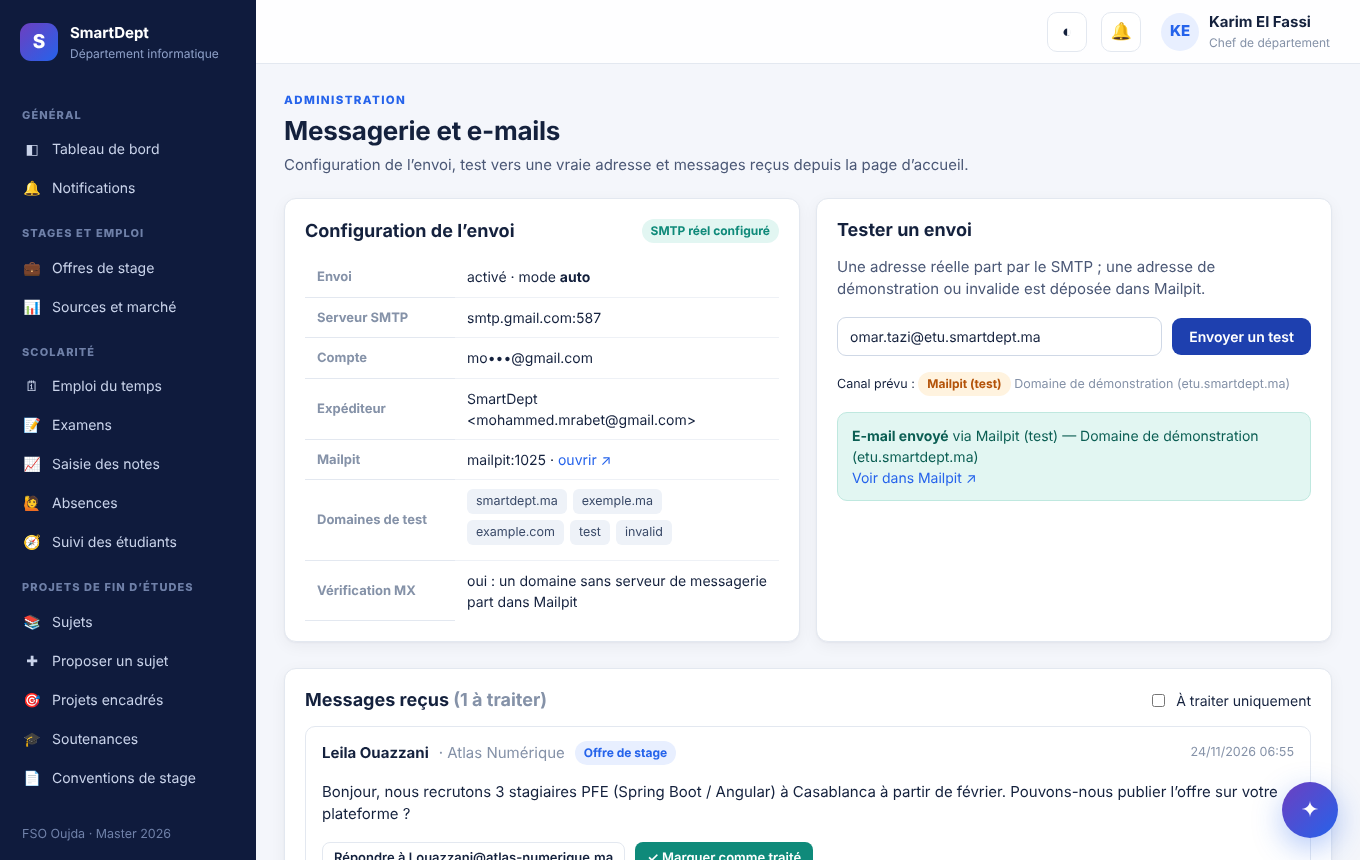 S
SmartDept
Département informatique
GÉNÉRAL
Tableau de bord
Notifications
STAGES ET EMPLOI
Offres de stage
Sources et marché
SCOLARITÉ
Emploi du temps
Examens
Saisie des notes
Absences
Suivi des étudiants
PROJETS DE FIN D’ÉTUDES
Sujets
Proposer un sujet
Projets encadrés
Soutenances
Conventions de stage
FSO Oujda · Master 2026
KE
Karim El Fassi
Chef de département
ADMINISTRATION
Messagerie et e-mails
Configuration de l’envoi, test vers une vraie adresse et messages reçus depuis la page d’accueil.
Configuration de l’envoi
SMTP réel configuré
Envoi
activé · mode auto
Serveur SMTP
smtp.gmail.com:587
Compte
mo•••@gmail.com
Expéditeur
SmartDept
<mohammed.mrabet@gmail.com>
Mailpit
mailpit:1025 · ouvrir ↗
Domaines de test
smartdept.ma exemple.ma
example.com test invalid
Vérification MX
oui : un domaine sans serveur de messagerie
part dans Mailpit
Tester un envoi
Une adresse réelle part par le SMTP ; une adresse de
démonstration ou invalide est déposée dans Mailpit.
omar.tazi@etu.smartdept.ma
Envoyer un test
Canal prévu : Mailpit (test) Domaine de démonstration (etu.smartdept.ma)
E-mail envoyé via Mailpit (test) — Domaine de démonstration
(etu.smartdept.ma)
Voir dans Mailpit ↗
Messages reçus (1 à traiter)
À traiter uniquement
Leila Ouazzani · Atlas Numérique Offre de stage
24/11/2026 06:55
Bonjour, nous recrutons 3 stagiaires PFE (Spring Boot / Angular) à Casablanca à partir de février. Pouvons-nous publier l’offre sur votre
plateforme ?
Répondre à l.ouazzani@atlas-numerique.ma
✓ Marquer comme traité